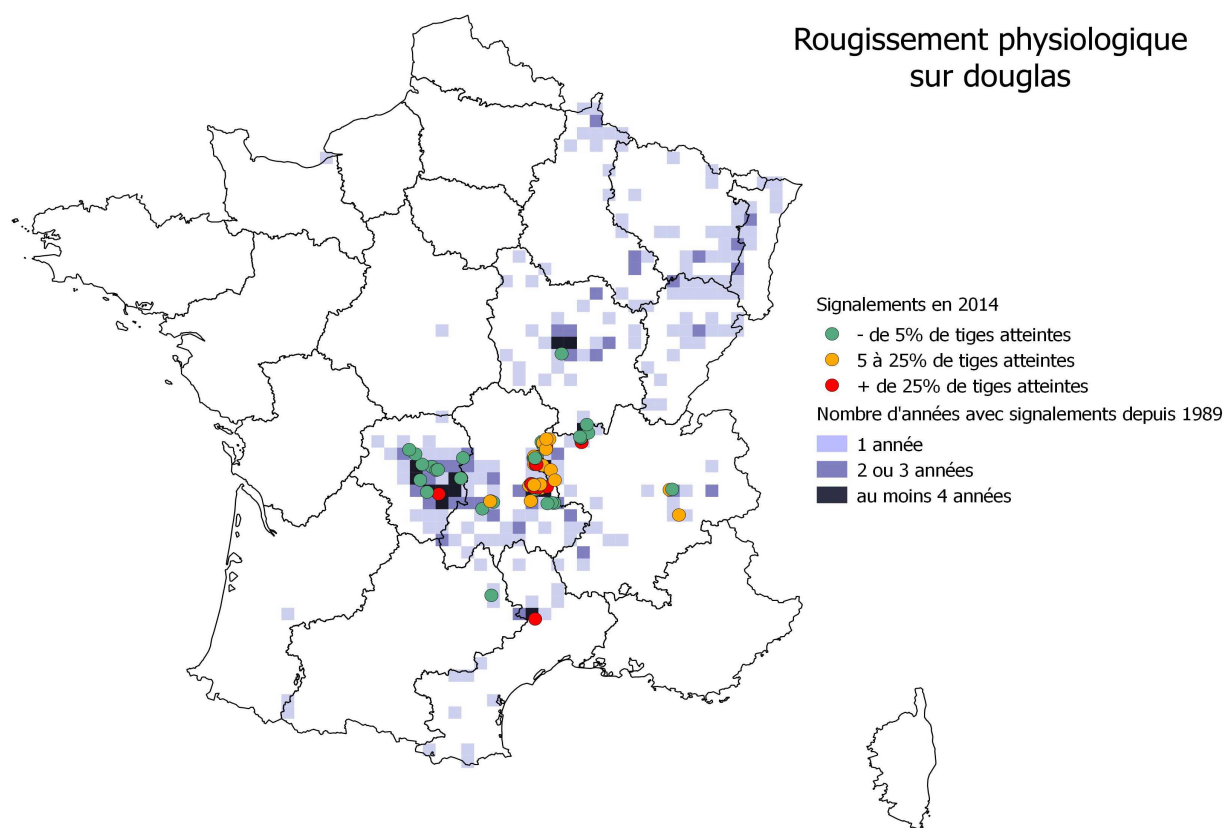 Rougissement physiologique
sur douglas
Signalements en 2014
- de 5% de tiges atteintes
5 à 25% de tiges atteintes
+ de 25% de tiges atteintes
Nombre d'années avec signalements depuis 1989
1 année
2 ou 3 années
au moins 4 années